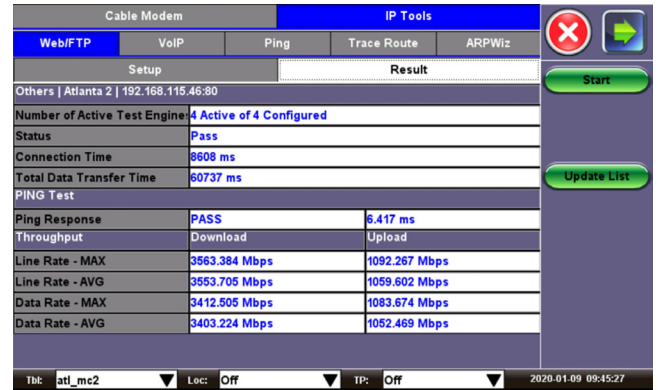 Cable Modem IP Tools
Web/FTP VoIP Ping Trace Route ARPWiz
Setup Result
Start
Others | Atlanta 2 | 192.168.115.46:80
Number of Active Test Engine: 4 Active of 4 Configured
Status Pass
Connection Time 8608 ms
Total Data Transfer Time 60737 ms
Update List
PING Test
Ping Response PASS 6.417 ms
Throughput Download Upload
Line Rate - MAX 3563.384 Mbps 1092.267 Mbps
Line Rate - AVG 3553.705 Mbps 1059.602 Mbps
Data Rate - MAX 3412.505 Mbps 1083.674 Mbps
Data Rate - AVG 3403.224 Mbps 1052.469 Mbps
Tbl: atl_mc2 Loc: Off TP: Off 2020-01-09 09:45:27